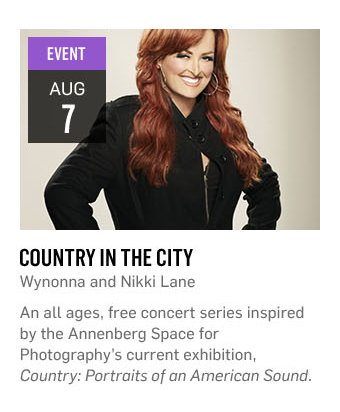 EVENT
AUG
7
COUNTRY IN THE CITY
Wynonna and Nikki Lane
An all ages, free concert series inspired
by the Annenberg Space for
Photography’s current exhibition,
Country: Portraits of an American Sound.